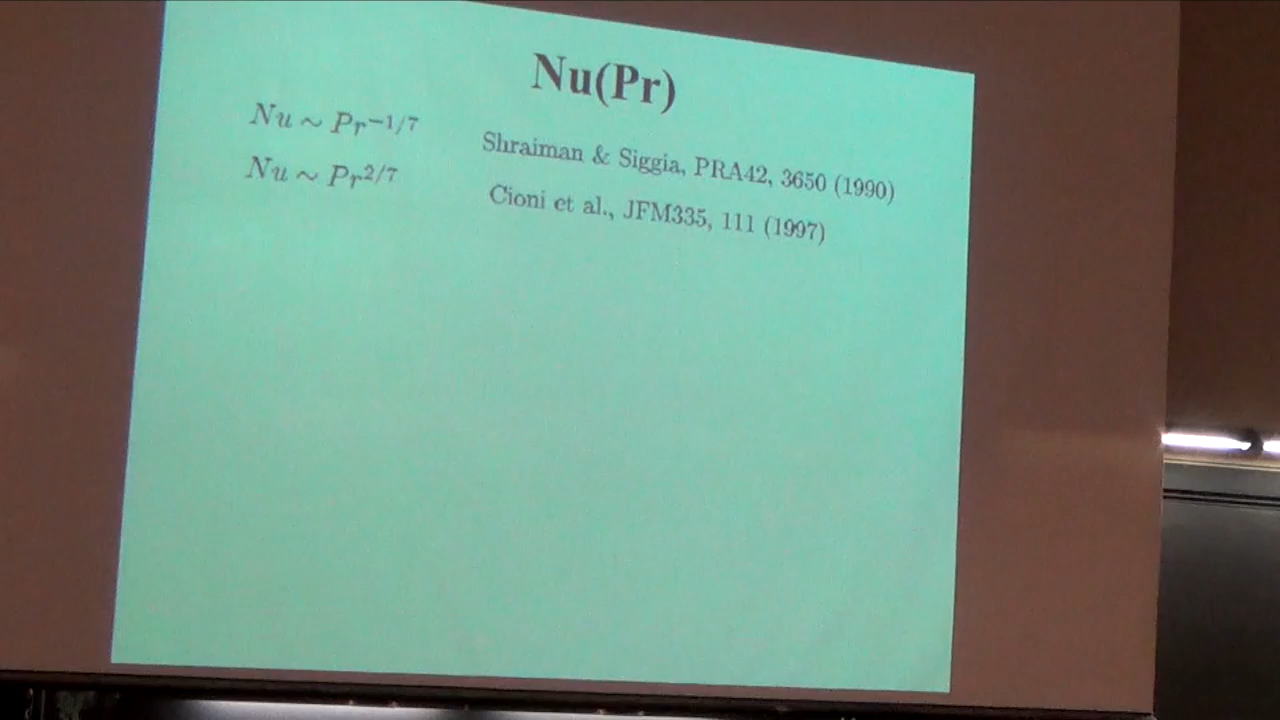 Nu(Pr)
Nu ~ Pr^{-1/7} Shraiman & Siggia, PRA42, 3650 (1990)
Nu ~ Pr^{2/7} Cioni et al., JFM335, 111 (1997)